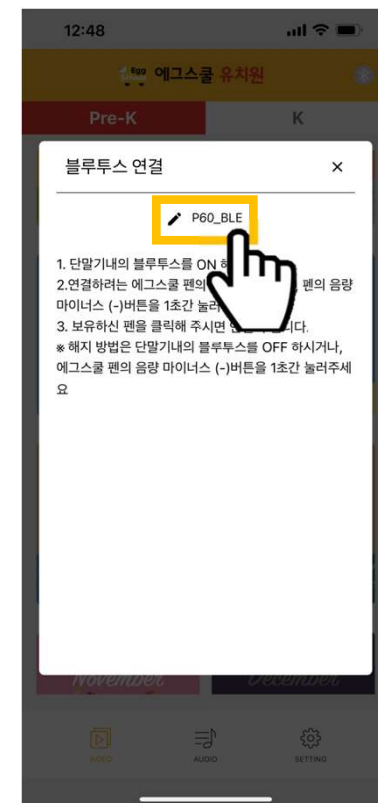 12:48
Egg
에그스쿨 유치원
Pre-K
K
블루투스 연결
×
P60_BLE
1. 단말기내의 블루투스를 ON
2.연결하려는 에그스쿨 펜의 펜의 음량
마이너스 (-)버튼을 1초간
3. 보유하신 펜을 클릭해 주시면
※ 해지 방법은 단말기내의 블루투스를 OFF 하시거나,
에그스쿨 펜의 음량 마이너스 (-)버튼을 1초간 눌러주세
요
November
December
VIDEO
AUDIO
SETTING